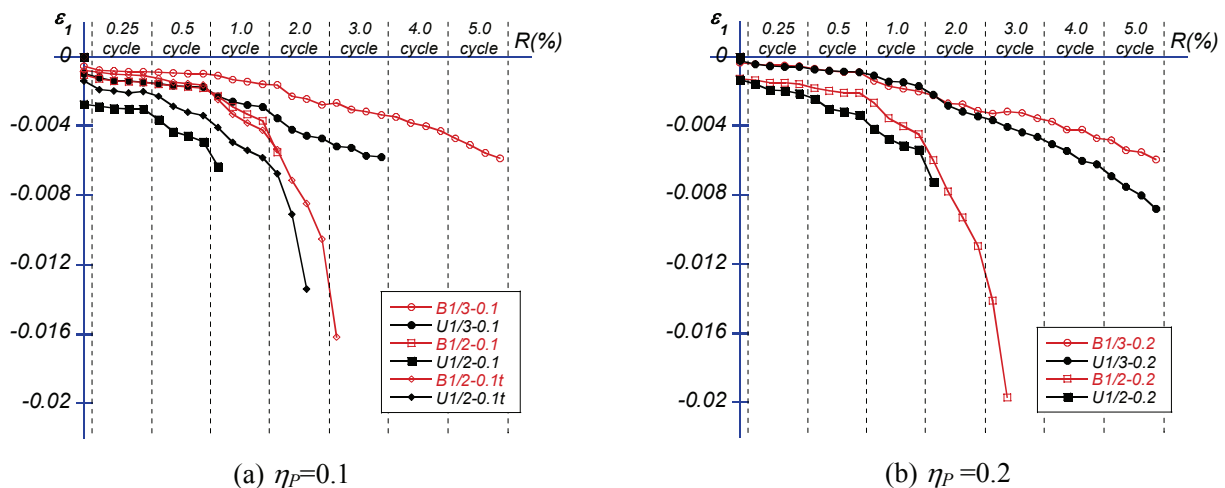 ε1
0.25 cycle
0.5 cycle
1.0 cycle
2.0 cycle
3.0 cycle
4.0 cycle
5.0 cycle
R(%)
0
-0.004
-0.008
-0.012
-0.016
-0.02
B1/3-0.1
U1/3-0.1
B1/2-0.1
U1/2-0.1
B1/2-0.1t
U1/2-0.1t
(a) ηP=0.1
ε1
0.25 cycle
0.5 cycle
1.0 cycle
2.0 cycle
3.0 cycle
4.0 cycle
5.0 cycle
R(%)
0
-0.004
-0.008
-0.012
-0.016
-0.02
B1/3-0.2
U1/3-0.2
B1/2-0.2
U1/2-0.2
(b) ηP =0.2